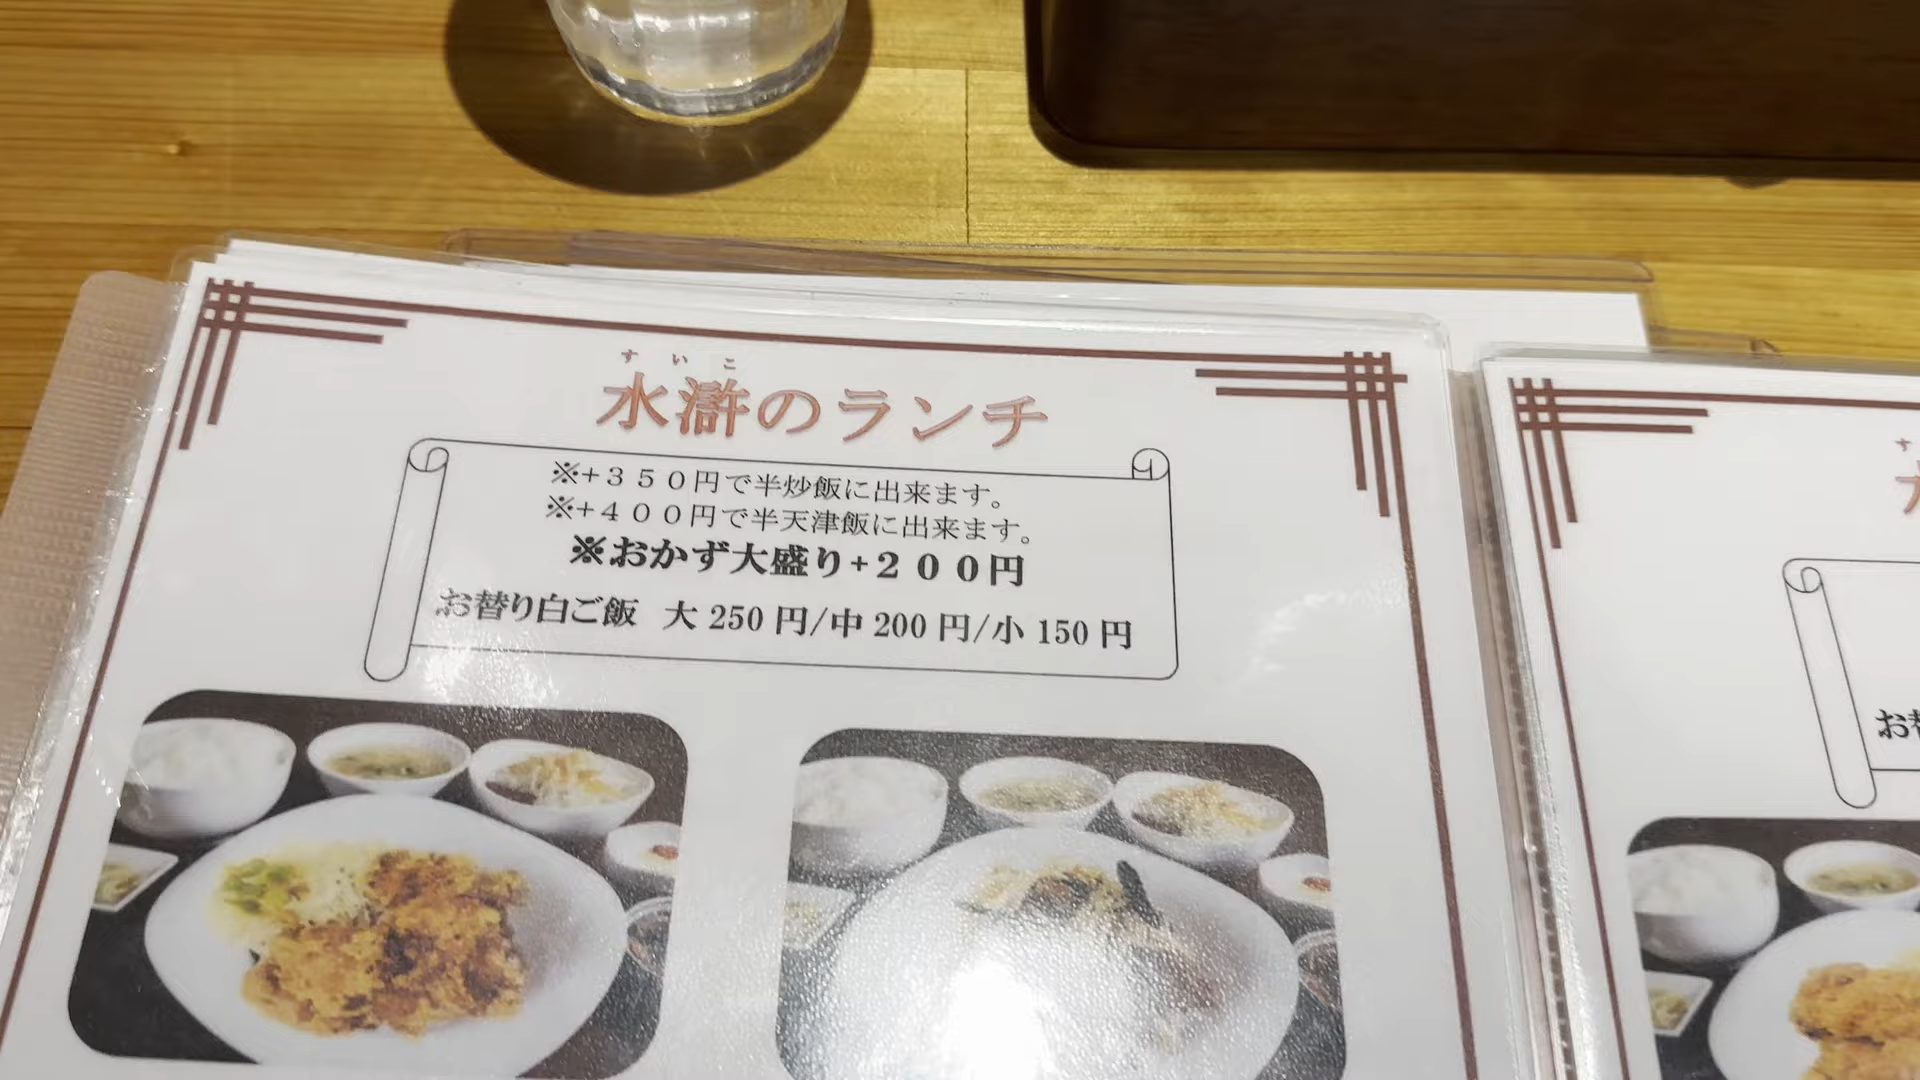 すいこ
水滸のランチ
※+３５０円で半炒飯に出来ます。
※+４００円で半天津飯に出来ます。
※おかず大盛り+２００円
お替り白ご飯 大 250 円/中 200 円/小 150 円